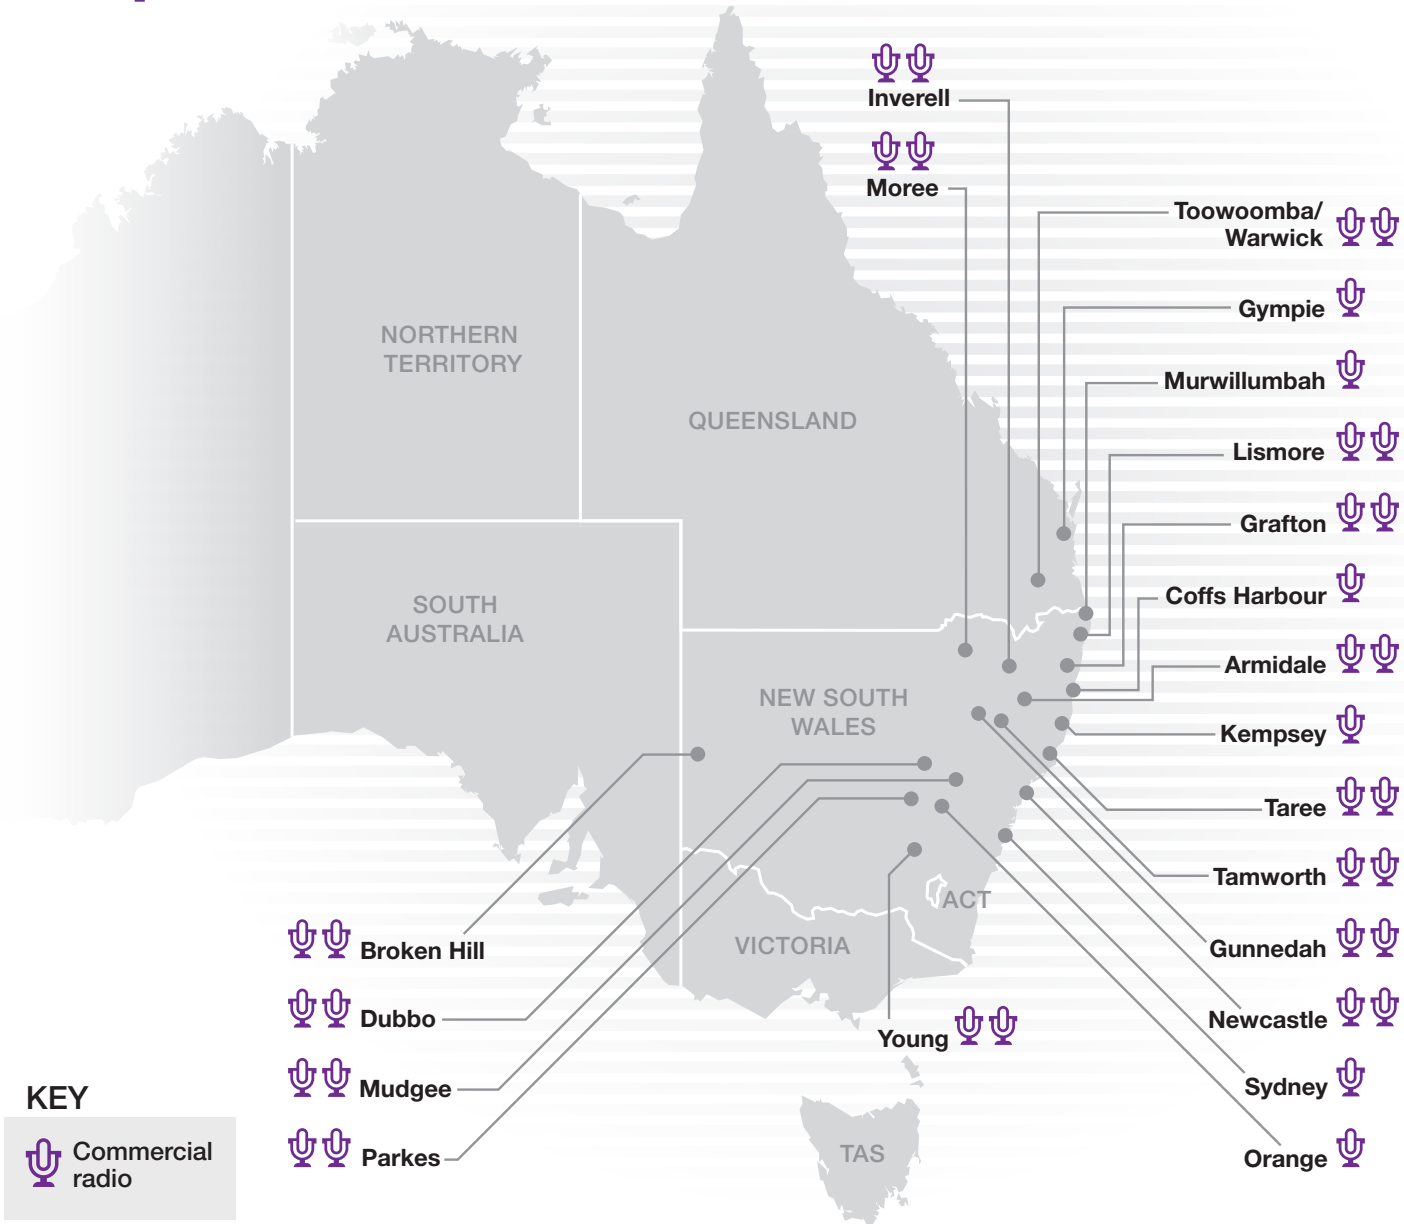 Inverell
Moree
Toowoomba/
Warwick
Gympie
NORTHERN
TERRITORY
Murwillumbah
QUEENSLAND
Lismore
Grafton
Coffs Harbour
SOUTH
AUSTRALIA
Armidale
NEW SOUTH
WALES
Kempsey
Taree
Tamworth
ACT
VICTORIA
Gunnedah
Broken Hill
Dubbo
Newcastle
Young
Mudgee
Sydney
KEY
Commercial
radio
Parkes
TAS
Orange